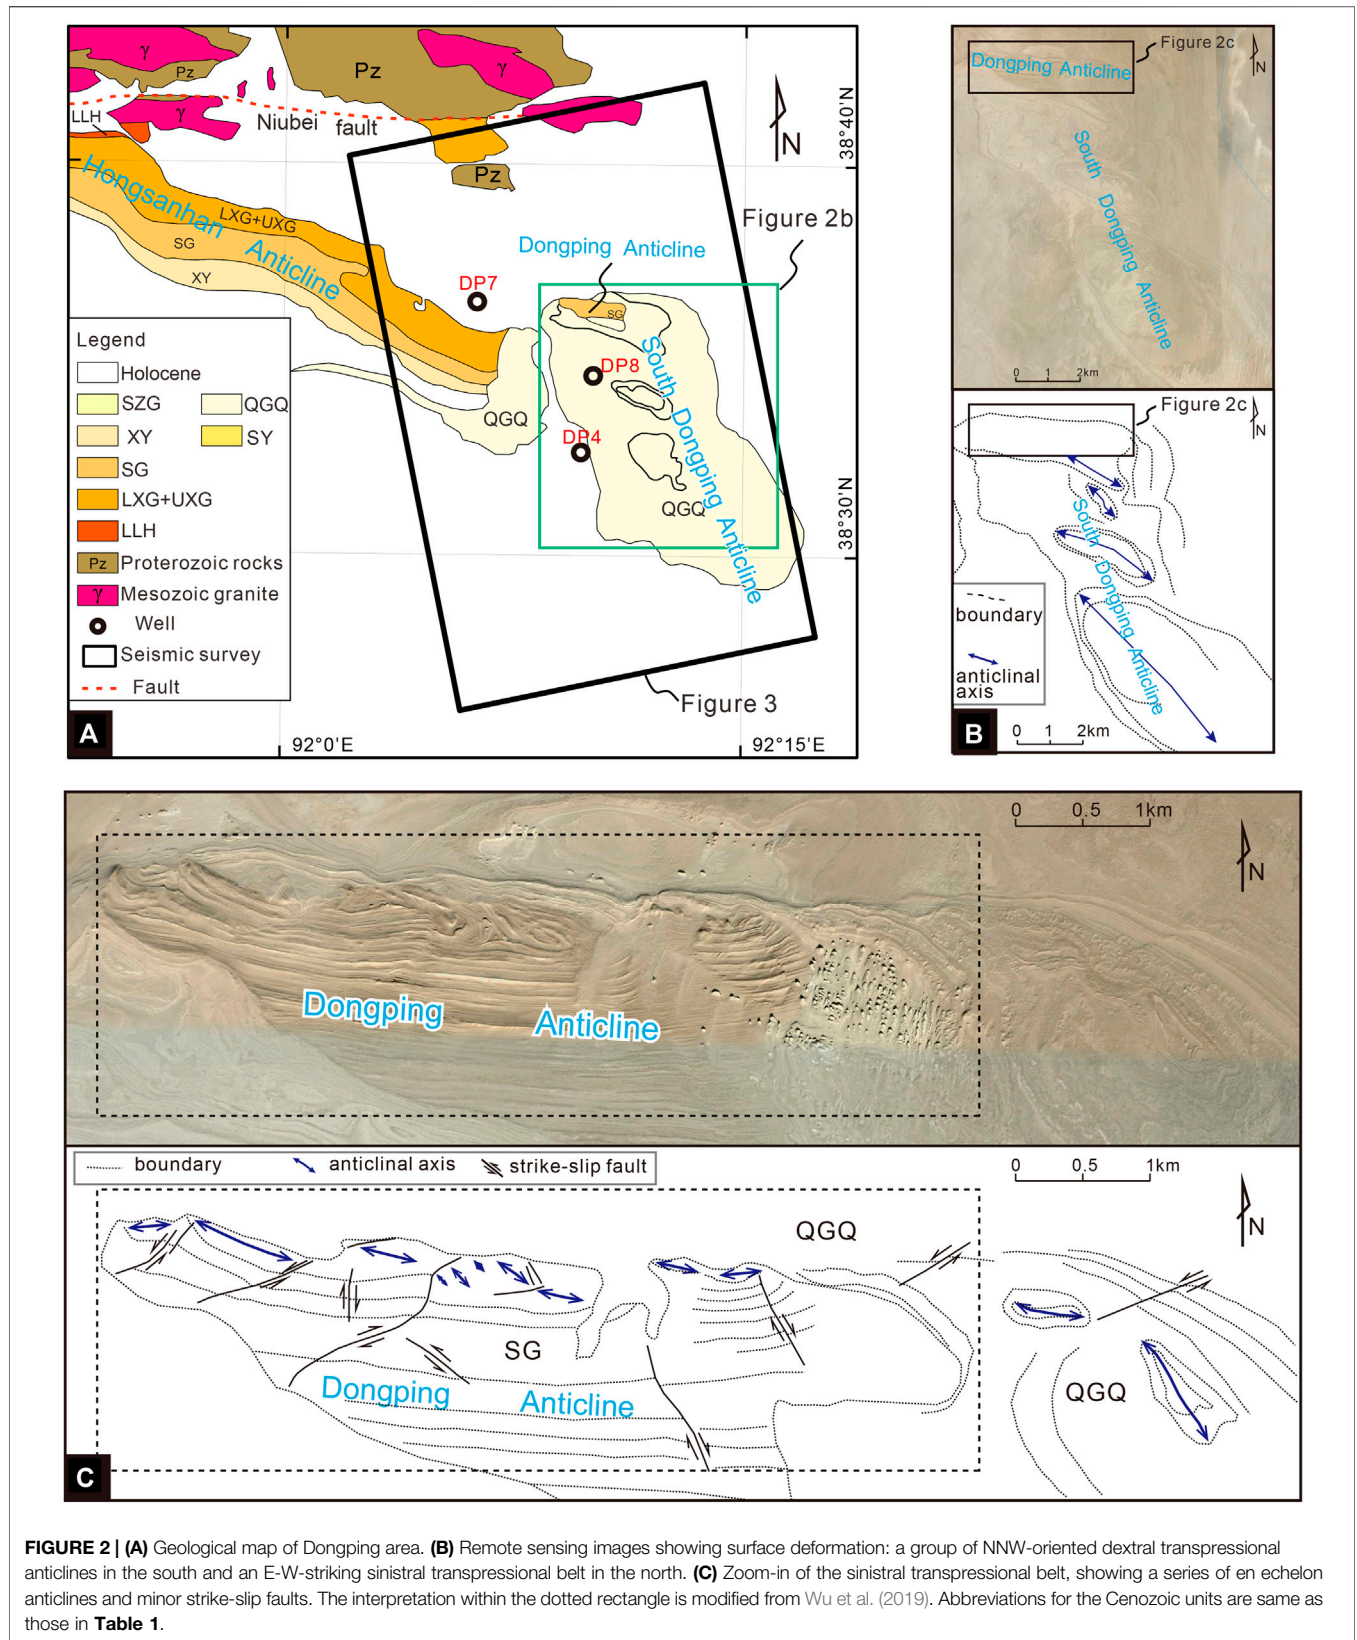 γ
Pz
Pz
γ
LLH
γ
Niubei fault
Pz
N
38°40'N
Hongsanhan Anticline
LXG+UXG
SG
XY
Figure 2b
Dongping Anticline
DP7
SG
South Dongping Anticline
DP8
DP4
QGQ
QGQ
38°30'N
Legend
Holocene
SZG
QGQ
XY
SY
SG
LXG+UXG
LLH
Pz Proterozoic rocks
γ Mesozoic granite
Well
Seismic survey
Fault
Figure 3
A
92°0'E
92°15'E
Figure 2c
Dongping Anticline
N
South Dongping Anticline
0 1 2km
Figure 2c
N
South Dongping Anticline
boundary
anticlinal
axis
B
0 1 2km
0 0.5 1km
N
Dongping Anticline
boundary
anticlinal axis
strike-slip fault
0 0.5 1km
N
QGQ
SG
Dongping Anticline
QGQ
C
FIGURE 2 | (A) Geological map of Dongping area. (B) Remote sensing images showing surface deformation: a group of NNW-oriented dextral transpressional
anticlines in the south and an E-W-striking sinistral transpressional belt in the north. (C) Zoom-in of the sinistral transpressional belt, showing a series of en echelon
anticlines and minor strike-slip faults. The interpretation within the dotted rectangle is modified from Wu et al. (2019). Abbreviations for the Cenozoic units are same as
those in Table 1.